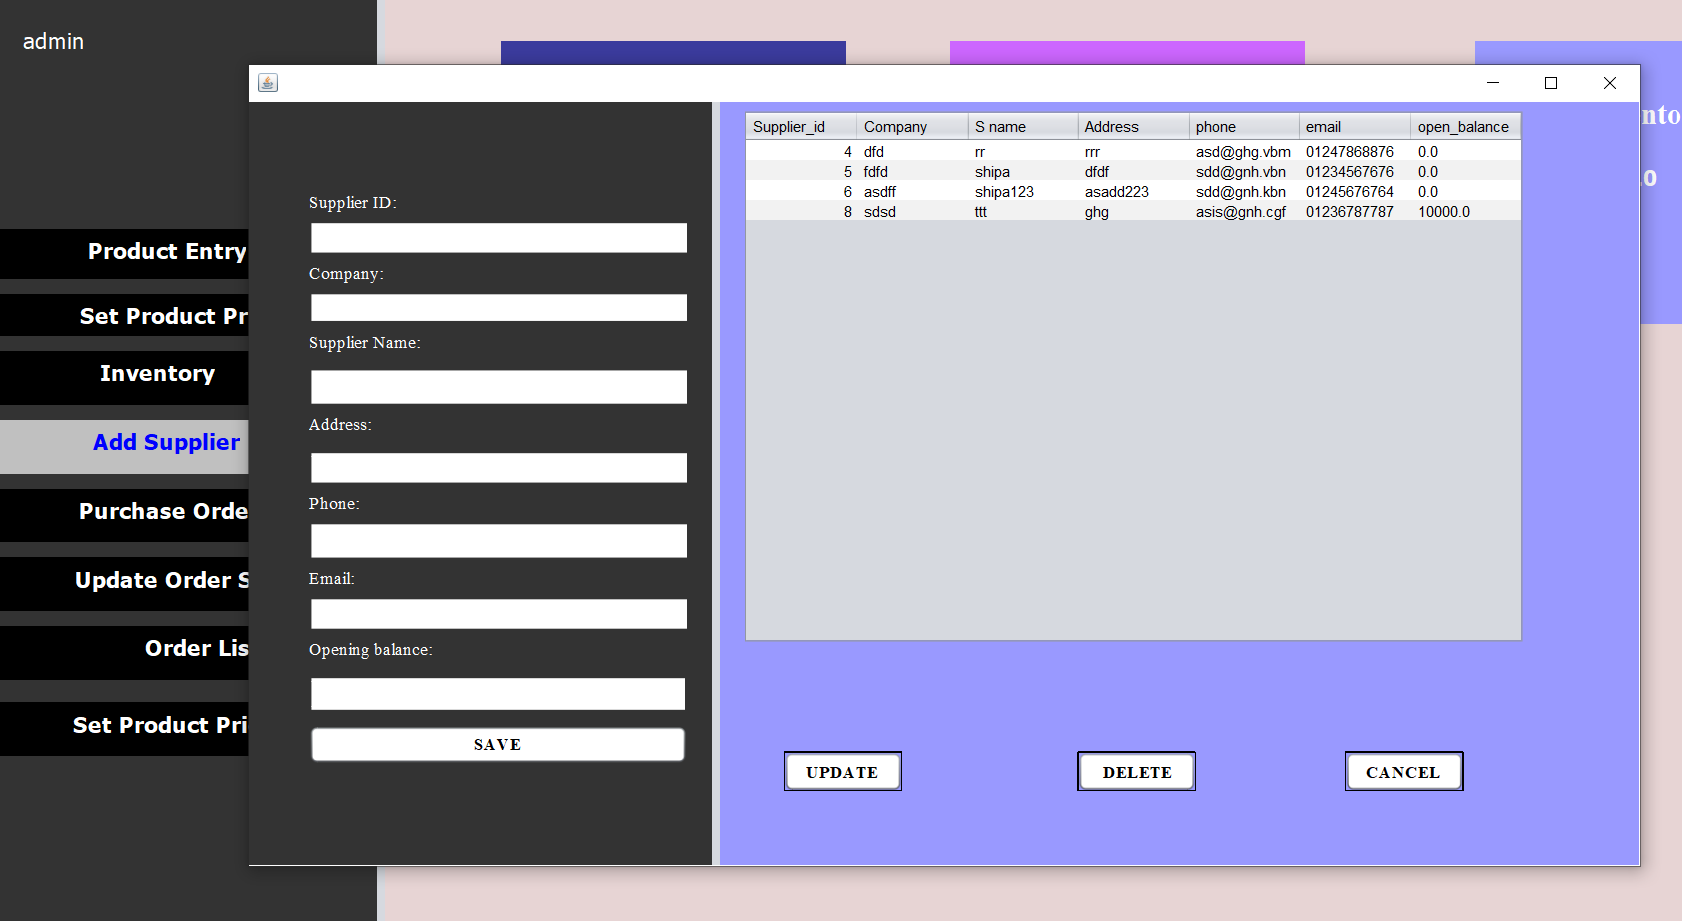 admin
Product Entry
Set Product Pr
Inventory
Add Supplier
Purchase Orde
Update Order S
Order Lis
Set Product Pri
Supplier ID:
Company:
Supplier Name:
Address:
Phone:
Email:
Opening balance:
SAVE
Supplier_id Company S name Address phone email open_balance
4 dfd rr rrr asd@ghg.vbm 01247868876 0.0
5 fdfd shipa dfdf sdd@gnh.vbn 01234567676 0.0
6 asdff shipa123 asadd223 sdd@gnh.kbn 01245676764 0.0
8 sdsd ttt ghg asis@gnh.cgf 01236787787 10000.0
UPDATE DELETE CANCEL
nto
.0